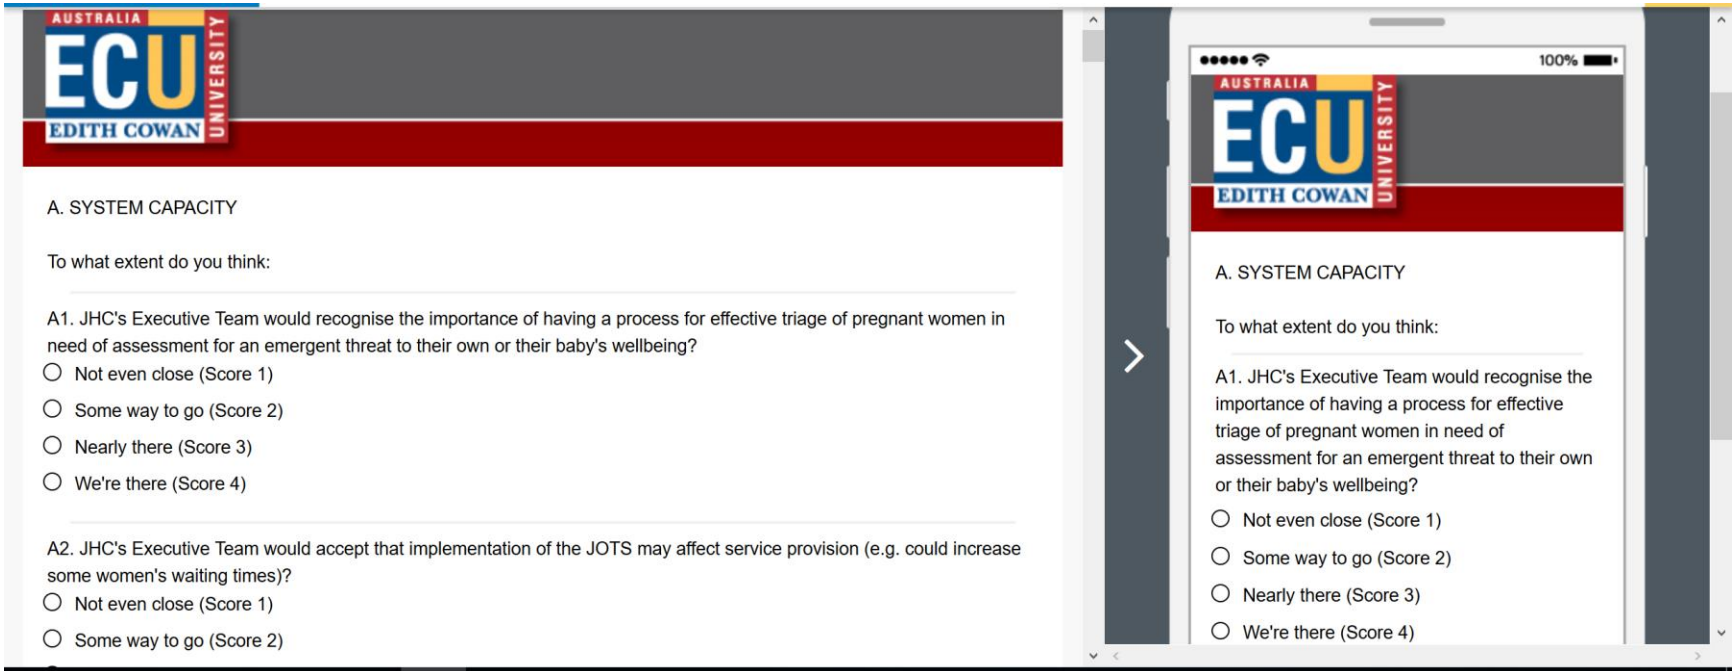 AUSTRALIA
ECU
UNIVERSITY
EDITH COWAN
A. SYSTEM CAPACITY
To what extent do you think:
A1. JHC's Executive Team would recognise the importance of having a process for effective triage of pregnant women in
need of assessment for an emergent threat to their own or their baby's wellbeing?
Not even close (Score 1)
Some way to go (Score 2)
Nearly there (Score 3)
We're there (Score 4)
A2. JHC's Executive Team would accept that implementation of the JOTS may affect service provision (e.g. could increase
some women's waiting times)?
Not even close (Score 1)
Some way to go (Score 2)
100%
AUSTRALIA
ECU
UNIVERSITY
EDITH COWAN
A. SYSTEM CAPACITY
To what extent do you think:
A1. JHC's Executive Team would recognise the
importance of having a process for effective
triage of pregnant women in need of
assessment for an emergent threat to their own
or their baby's wellbeing?
Not even close (Score 1)
Some way to go (Score 2)
Nearly there (Score 3)
We're there (Score 4)